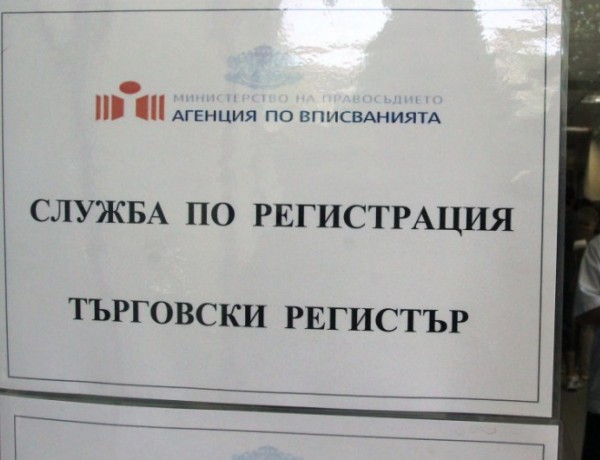 МИНИСТЕРСТВО НА ПРАВОСЪДИЕТО
АГЕНЦИЯ ПО ВПИСВАНИЯТА
СЛУЖБА ПО РЕГИСТРАЦИЯ
ТЪРГОВСКИ РЕГИСТЪР